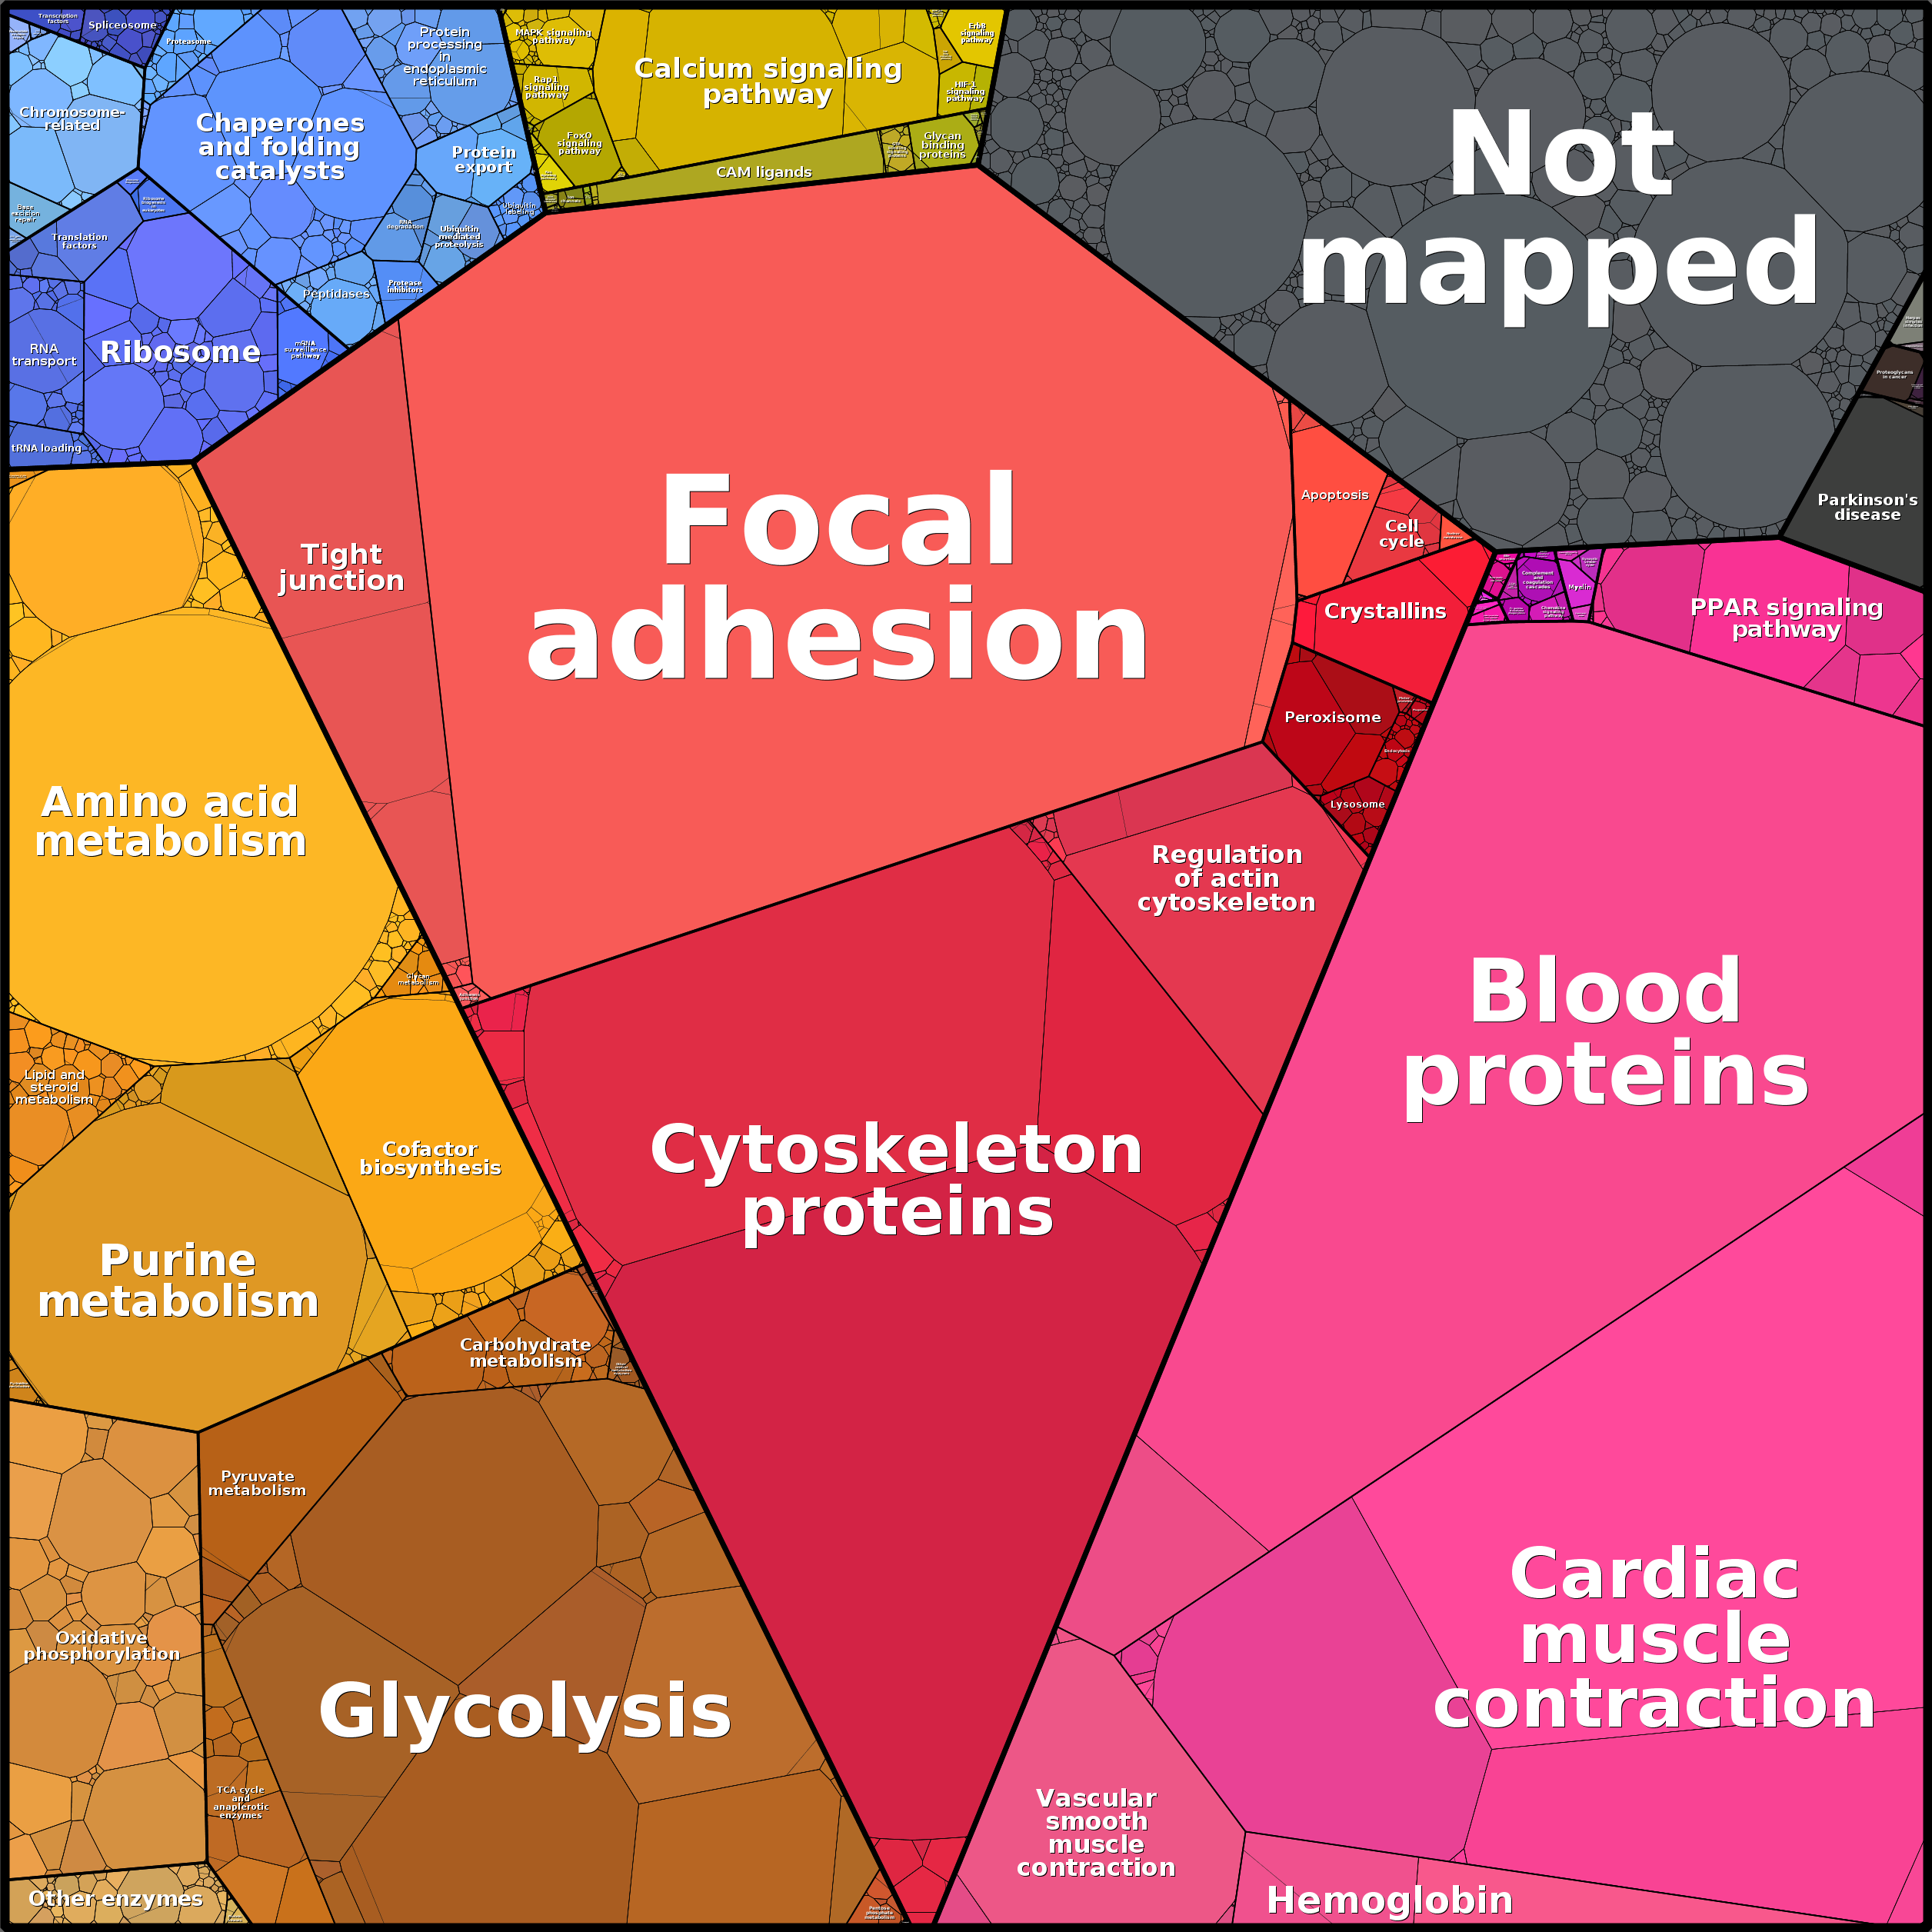 Transcription
factors
Spliceosome
Proteasome
Protein
processing
in
endoplasmic
reticulum
Chromosome-
related
Chaperones
and folding
catalysts
Protein
export
Base
excision
repair
Translation
factors
RNA
degradation
Ubiquitin
mediated
proteolysis
Ubiquitin
labeling
Peptidases
Protease
inhibitors
RNA
transport
Ribosome
mRNA
surveillance
pathway
tRNA loading
MAPK signaling
pathway
Calcium signaling
pathway
ErbB
signaling
pathway
Rap1
signaling
pathway
HIF-1
signaling
pathway
FoxO
signaling
pathway
Glycan
binding
proteins
CAM ligands
Not
mapped
Proteoglycans
in cancer
Parkinson's
disease
Tight
junction
Focal
adhesion
Apoptosis
Cell
cycle
Crystallins
Peroxisome
Endocytosis
Lysosome
Complement
and
coagulation
cascades
Myelin
Chemokine
signaling
pathway
PPAR signaling
pathway
Amino acid
metabolism
Glycan
metabolism
Regulation
of actin
cytoskeleton
Blood
proteins
Lipid and
steroid
metabolism
Cofactor
biosynthesis
Cytoskeleton
proteins
Purine
metabolism
Carbohydrate
metabolism
Pyruvate
metabolism
Oxidative
phosphorylation
Glycolysis
Cardiac
muscle
contraction
TCA cycle
and
anaplerotic
enzymes
Vascular
smooth
muscle
contraction
Other enzymes
Pentose
phosphate
metabolism
Hemoglobin